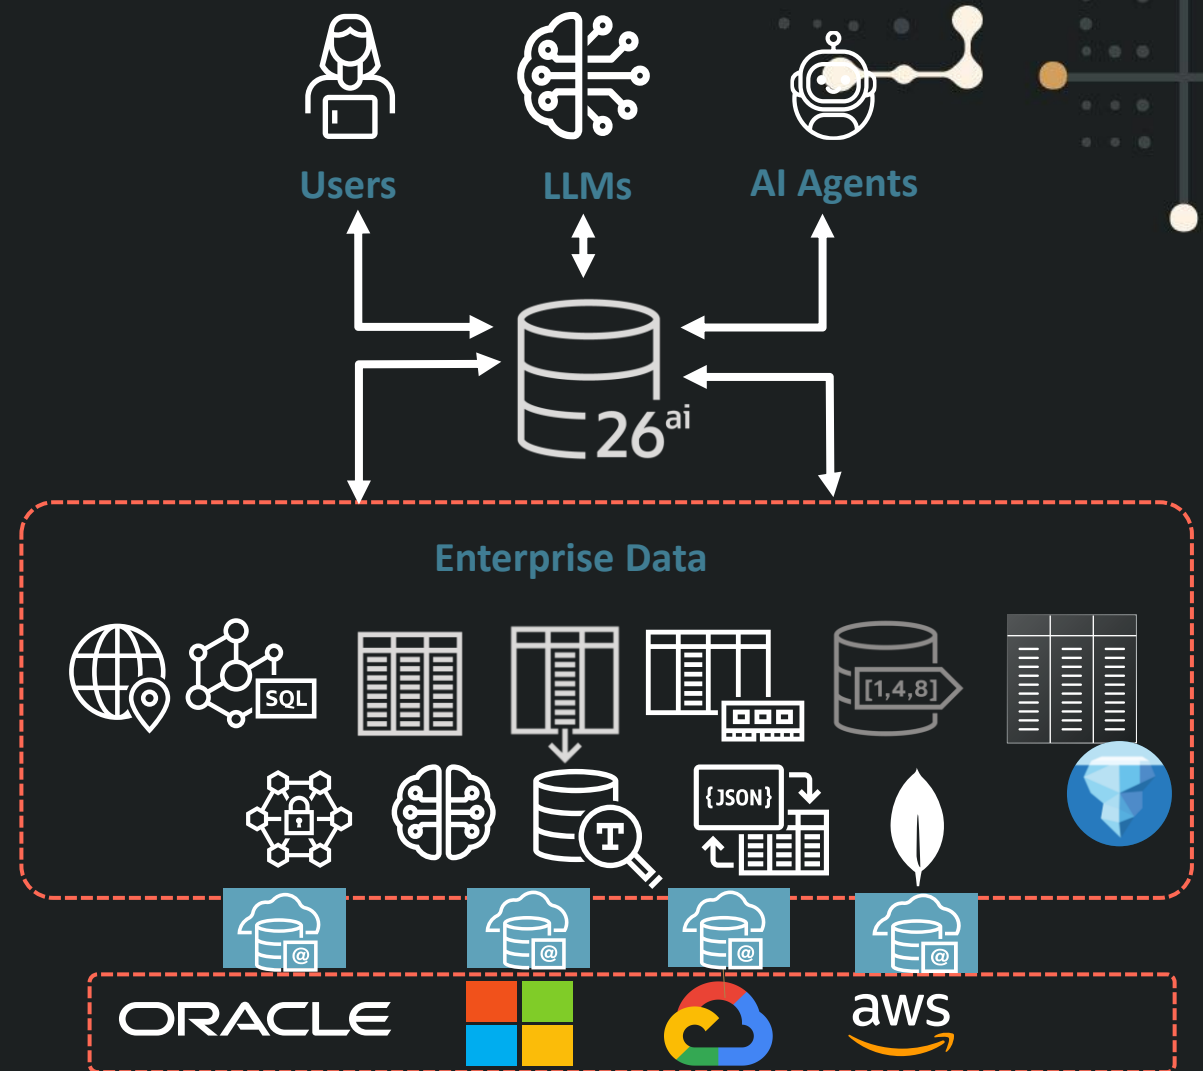 Users
LLMs
AI Agents
26ai
Enterprise Data
SQL
[1,4,8]
T
{JSON}
@
@
@
@
ORACLE
aws